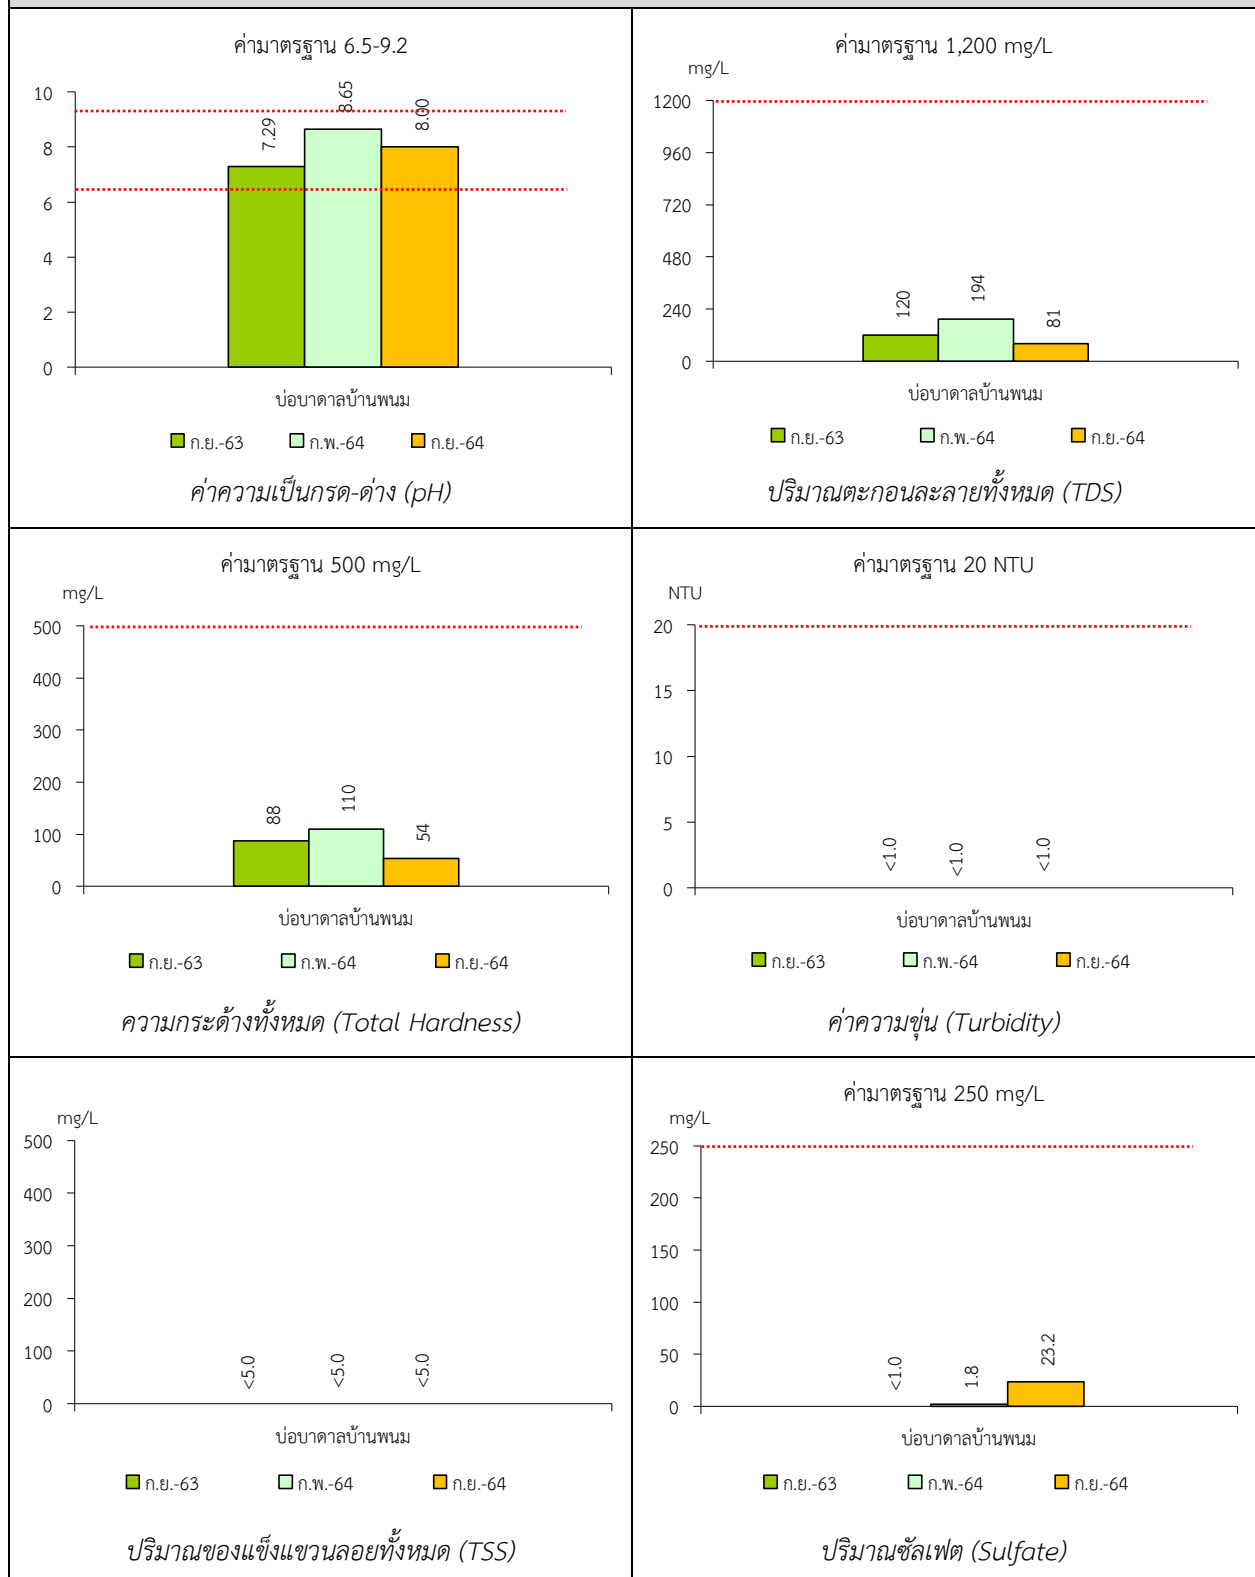 ค่ามาตรฐาน 6.5-9.2
10
8
6
4
2
0
7.29
8.65
8.00
บ่อบาดาลบ้านพนม
ก.ย.-63 ก.พ.-64 ก.ย.-64
ค่าความเป็นกรด-ด่าง (pH)
ค่ามาตรฐาน 1,200 mg/L
mg/L
1200
960
720
480
240
0
120
194
81
บ่อบาดาลบ้านพนม
ก.ย.-63 ก.พ.-64 ก.ย.-64
ปริมาณตะกอนละลายทั้งหมด (TDS)
ค่ามาตรฐาน 500 mg/L
mg/L
500
400
300
200
100
0
88
110
54
บ่อบาดาลบ้านพนม
ก.ย.-63 ก.พ.-64 ก.ย.-64
ความกระด้างทั้งหมด (Total Hardness)
ค่ามาตรฐาน 20 NTU
NTU
20
15
10
5
0
<1.0
<1.0
<1.0
บ่อบาดาลบ้านพนม
ก.ย.-63 ก.พ.-64 ก.ย.-64
ค่าความขุ่น (Turbidity)
mg/L
500
400
300
200
100
0
<5.0
<5.0
<5.0
บ่อบาดาลบ้านพนม
ก.ย.-63 ก.พ.-64 ก.ย.-64
ปริมาณของแข็งแขวนลอยทั้งหมด (TSS)
ค่ามาตรฐาน 250 mg/L
mg/L
250
200
150
100
50
0
<1.0
1.8
23.2
บ่อบาดาลบ้านพนม
ก.ย.-63 ก.พ.-64 ก.ย.-64
ปริมาณซัลเฟต (Sulfate)